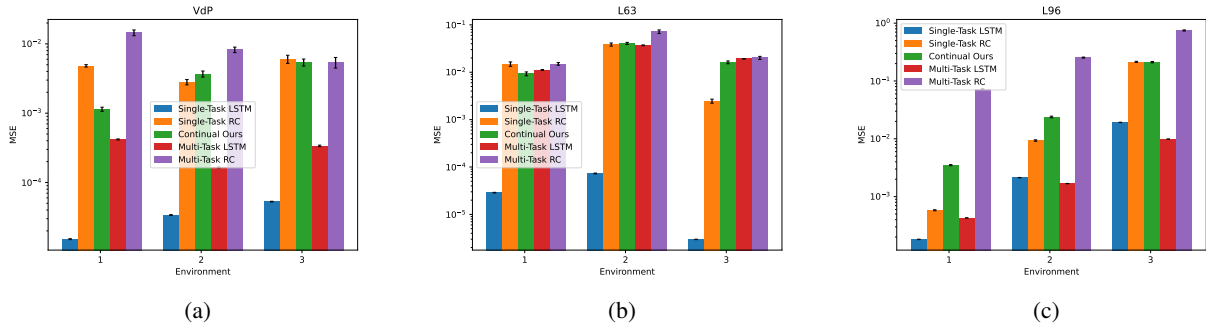 VdP
MSE
10⁻²
10⁻³
10⁻⁴
Single-Task LSTM
Single-Task RC
Continual Ours
Multi-Task LSTM
Multi-Task RC
1 2 3
Environment
(a)
L63
MSE
10⁻¹
10⁻²
10⁻³
10⁻⁴
10⁻⁵
Single-Task LSTM
Single-Task RC
Continual Ours
Multi-Task LSTM
Multi-Task RC
1 2 3
Environment
(b)
L96
MSE
10⁰
10⁻¹
10⁻²
10⁻³
Single-Task LSTM
Single-Task RC
Continual Ours
Multi-Task LSTM
Multi-Task RC
1 2 3
Environment
(c)